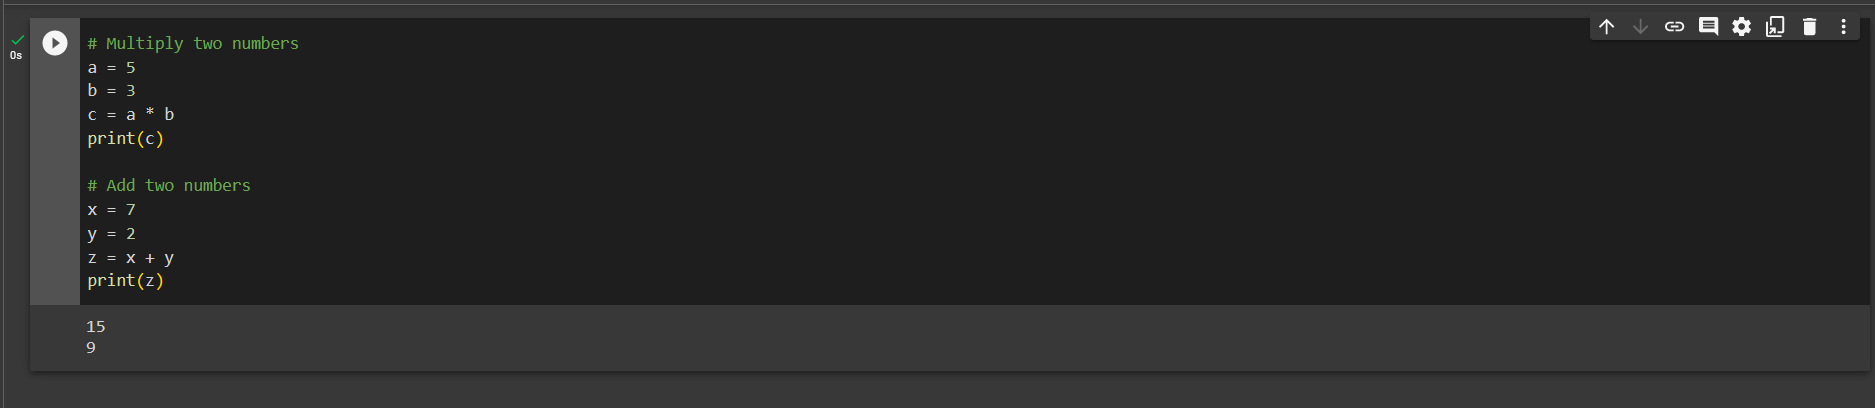 # Multiply two numbers
a = 5
b = 3
c = a * b
print(c)
# Add two numbers
x = 7
y = 2
z = x + y
print(z)
0s
15
9